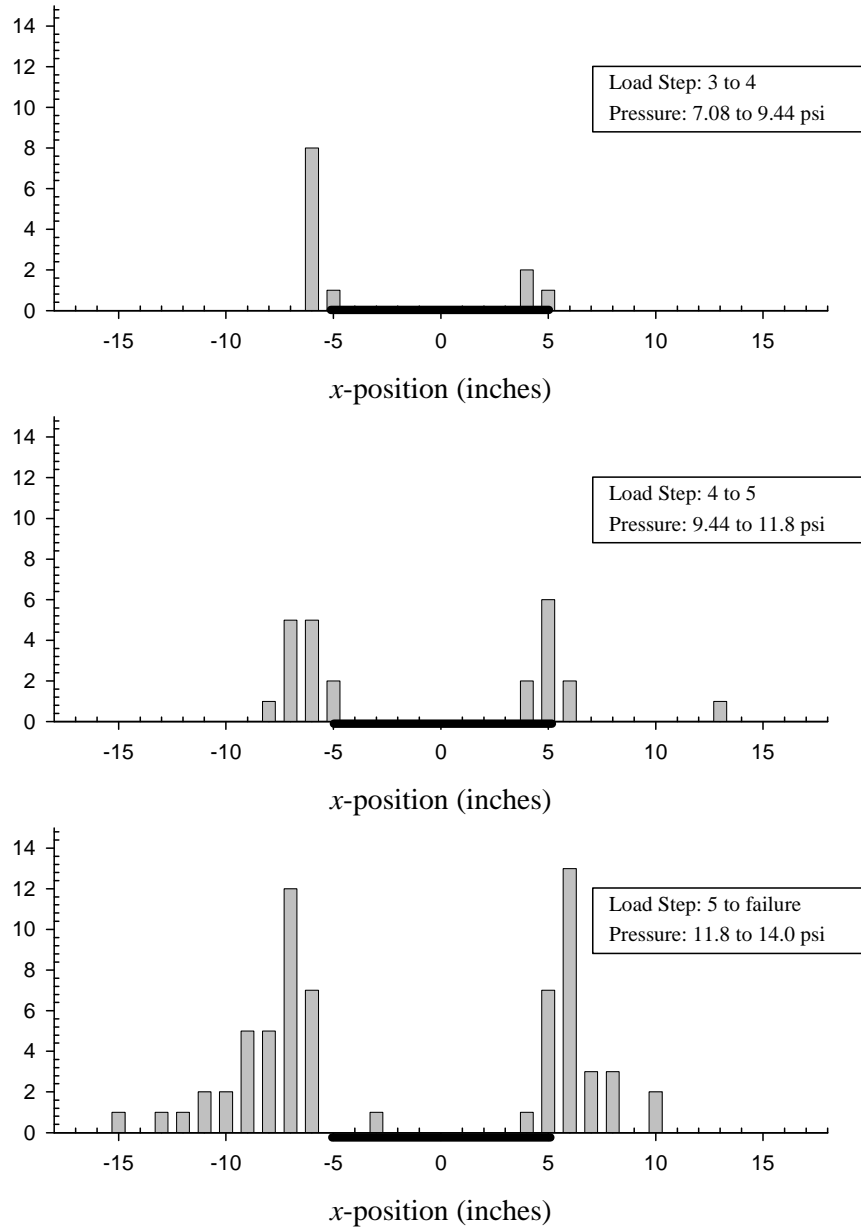 14
12
10
8
6
4
2
0
Load Step: 3 to 4
Pressure: 7.08 to 9.44 psi
-15 -10 -5 0 5 10 15
x-position (inches)
14
12
10
8
6
4
2
0
Load Step: 4 to 5
Pressure: 9.44 to 11.8 psi
-15 -10 -5 0 5 10 15
x-position (inches)
14
12
10
8
6
4
2
0
Load Step: 5 to failure
Pressure: 11.8 to 14.0 psi
-15 -10 -5 0 5 10 15
x-position (inches)